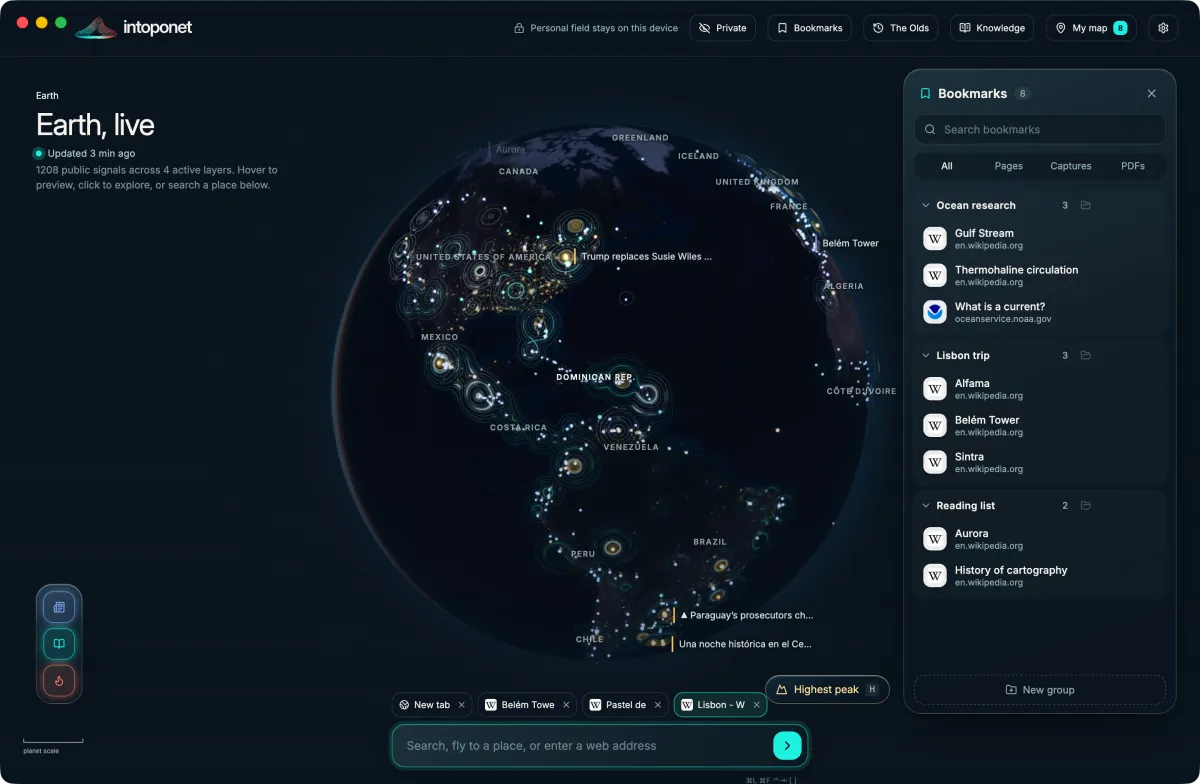 intoponet
Personal field stays on this device
Private
Bookmarks
The Olds
Knowledge
My map 8
Earth
Earth, live
Updated 3 min ago
1208 public signals across 4 active layers. Hover to
preview, click to explore, or search a place below.
Aurora
GREENLAND
ICELAND
CANADA
UNITED KINGDOM
FRANCE
Belém Tower
UNITED STATES OF AMERICA
Trump replaces Susie Wiles ...
ALGERIA
MEXICO
DOMINICAN REP.
CÔTE D'IVOIRE
COSTA RICA
VENEZUELA
BRAZIL
PERU
▲ Paraguay's prosecutors ch...
CHILE
Una noche histórica en el Ce...
Bookmarks 8
Search bookmarks
All Pages Captures PDFs
Ocean research 3
W Gulf Stream
en.wikipedia.org
W Thermohaline circulation
en.wikipedia.org
What is a current?
oceanservice.noaa.gov
Lisbon trip 3
W Alfama
en.wikipedia.org
W Belém Tower
en.wikipedia.org
W Sintra
en.wikipedia.org
Reading list 2
W Aurora
en.wikipedia.org
W History of cartography
en.wikipedia.org
New group
Highest peak H
New tab
W Belém Towe
W Pastel de
W Lisbon - W
Search, fly to a place, or enter a web address
planet scale
⌘L ⌘F